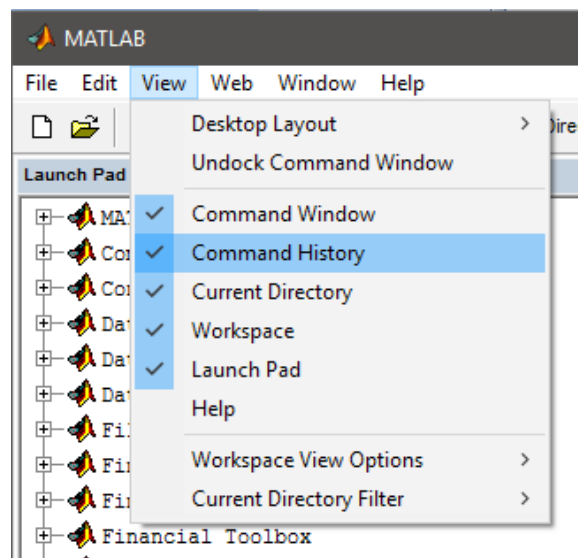 MATLAB
File Edit View Web Window Help
Desktop Layout
Undock Command Window
Launch Pad
Command Window
Command History
Current Directory
Workspace
Launch Pad
Help
Workspace View Options
Current Directory Filter
Financial Toolbox